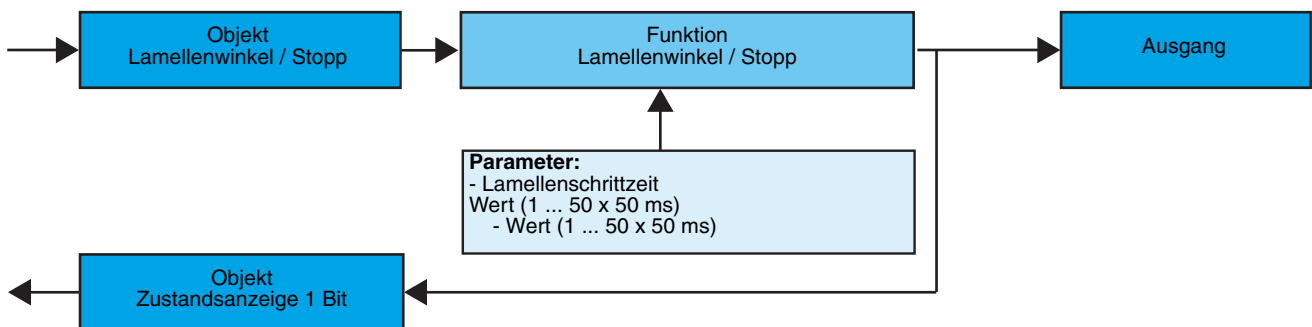 Objekt
Lamellenwinkel / Stopp
Funktion
Lamellenwinkel / Stopp
Ausgang
Parameter:
- Lamellenschrittzeit
Wert (1 ... 50 x 50 ms)
- Wert (1 ... 50 x 50 ms)
Objekt
Zustandsanzeige 1 Bit